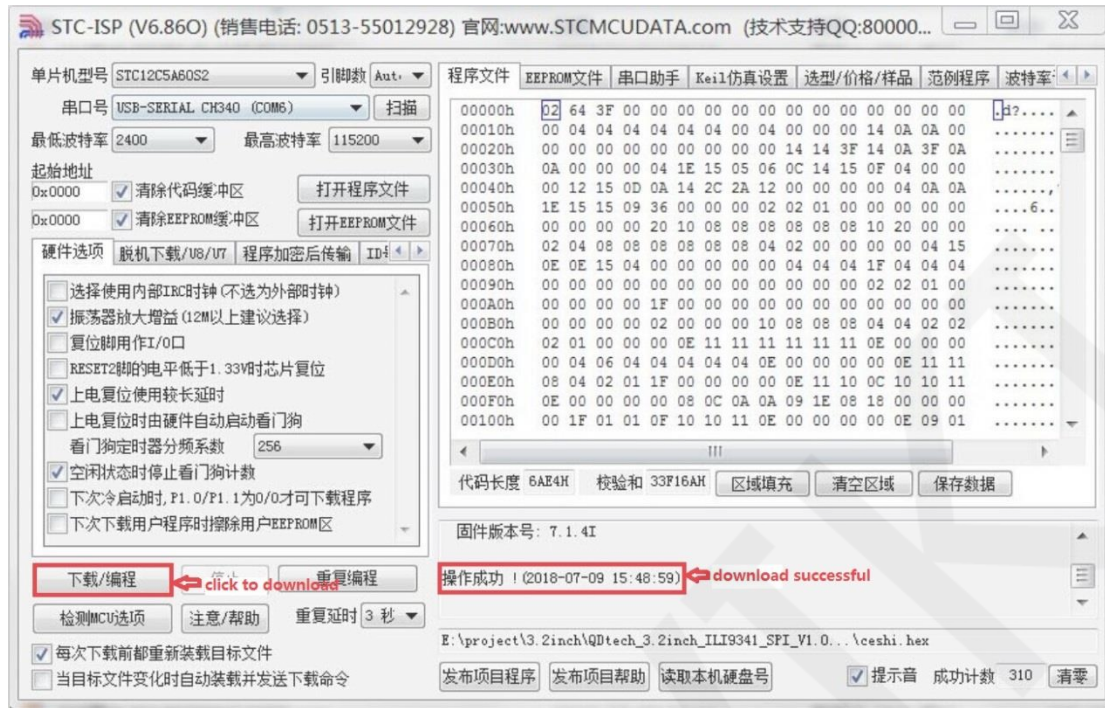 STC-ISP (V6.86O) (销售电话: 0513-55012928) 官网:www.STCMCUDATA.com (技术支持QQ:80000...
单片机型号 STC12C5A60S2 引脚数 Aut
串口号 USB-SERIAL CH340 (COM6) 扫描
最低波特率 2400 最高波特率 115200
起始地址
0x0000 清除代码缓冲区 打开程序文件
0x0000 清除EEPROM缓冲区 打开EEPROM文件
硬件选项 脱机下载/U8/U7 程序加密后传输
选择使用内部IRC时钟(不选为外部时钟)
振荡器放大增益(12M以上建议选择)
复位脚用作I/O口
RESET2脚的电平低于1.33V时芯片复位
上电复位使用较长延时
上电复位时由硬件自动启动看门狗
看门狗定时器分频系数 256
空闲状态时停止看门狗计数
下次冷启动时, P1.0/P1.1为0/0才可下载程序
下次下载用户程序时擦除用户EEPROM区
下载/编程 click to download 重复编程
检测MCU选项 注意/帮助 重复延时 3 秒
每次下载前都重新装载目标文件
当目标文件变化时自动装载并发送下载命令
程序文件 EEPROM文件 串口助手 Keil仿真设置 选型/价格/样品 范例程序 波特率
00000h 02 64 3F 00 00 00 00 00 00 00 00 00 00 00 00 00 .d?....
00010h 00 04 04 04 04 04 04 00 04 00 00 00 14 0A 0A 00 .......
00020h 00 00 00 00 00 00 00 00 00 14 14 3F 14 0A 3F 0A .......
00030h 0A 00 00 00 04 1E 15 05 06 0C 14 15 0F 04 00 00 .......
00040h 00 12 15 0D 0A 14 2C 2A 12 00 00 00 00 04 0A 0A ......,
00050h 1E 15 15 09 36 00 00 00 02 02 01 00 00 00 00 00 ....6..
00060h 00 00 00 00 20 10 08 08 08 08 08 08 10 20 00 00 .... ..
00070h 02 04 08 08 08 08 08 08 04 02 00 00 00 00 04 15 .......
00080h 0E 0E 15 04 00 00 00 00 00 04 04 04 1F 04 04 04 .......
00090h 00 00 00 00 00 00 00 00 00 00 00 00 02 02 01 00 .......
000A0h 00 00 00 00 1F 00 00 00 00 00 00 00 00 00 00 00 .......
000B0h 00 00 00 00 02 00 00 00 10 08 08 08 04 04 02 02 .......
000C0h 02 01 00 00 00 0E 11 11 11 11 11 11 0E 00 00 00 .......
000D0h 00 04 06 04 04 04 04 04 0E 00 00 00 00 0E 11 11 .......
000E0h 08 04 02 01 1F 00 00 00 00 0E 11 10 0C 10 10 11 .......
000F0h 0E 00 00 00 00 08 0C 0A 0A 09 1E 08 18 00 00 00 .......
00100h 00 1F 01 01 0F 10 10 11 0E 00 00 00 00 0E 09 01 .......
代码长度 6AE4H 校验和 33F16AH 区域填充 清空区域 保存数据
固件版本号: 7.1.4I
操作成功 !(2018-07-09 15:48:59) download successful
E:\project\3.2inch\QDtech_3.2inch_ILI9341_SPI_V1.0...\ceshi.hex
发布项目程序 发布项目帮助 读取本机硬盘号 提示音 成功计数 310 清零